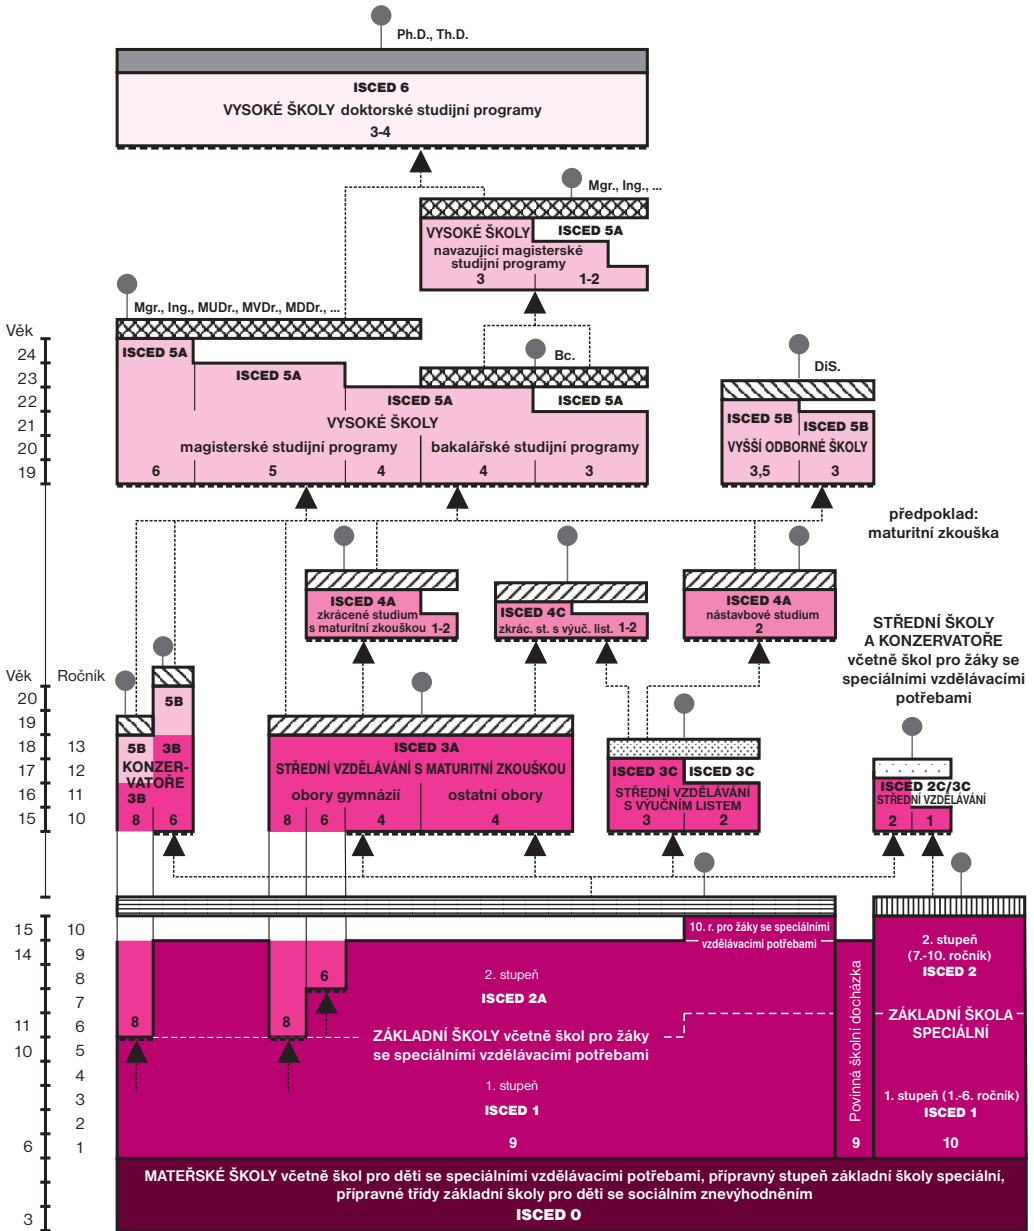 Ph.D., Th.D.
ISCED 6
VYSOKÉ ŠKOLY doktorské studijní programy
3-4
Mgr., Ing., ...
VYSOKÉ ŠKOLY
ISCED 5A
navazující magisterské
studijní programy
3
1-2
Mgr., Ing., MUDr., MVDr., MDDr., ...
Věk
24
23
22
21
20
19
ISCED 5A
ISCED 5A
ISCED 5A
Bc.
ISCED 5A
VYSOKÉ ŠKOLY
magisterské studijní programy
bakalářské studijní programy
6
5
4
4
3
DiS.
ISCED 5B
ISCED 5B
VYŠŠÍ ODBORNÉ ŠKOLY
3,5
3
předpoklad:
maturitní zkouška
ISCED 4A
zkrácené studium
s maturitní zkouškou 1-2
ISCED 4C
zkrác. st. s výuč. list. 1-2
ISCED 4A
nástavbové studium
2
STŘEDNÍ ŠKOLY
A KONZERVATOŘE
včetně škol pro žáky se
speciálními vzdělávacími
potřebami
Věk Ročník
20
19
18 13
17 12
16 11
15 10
5B
5B 3B
KONZER-
VATOŘE
3B
8 6
ISCED 3A
STŘEDNÍ VZDĚLÁVÁNÍ S MATURITNÍ ZKOUŠKOU
obory gymnázií
ostatní obory
8 6 4 4
ISCED 3C
ISCED 3C
STŘEDNÍ VZDĚLÁVÁNÍ
S VÝUČNÍM LISTEM
3 2
ISCED 2C/3C
STŘEDNÍ VZDĚLÁVÁNÍ
2 1
15 10
14 9
8
7
11 6
10 5
4
3
2
6 1
3
10. r. pro žáky se speciálními
vzdělávacími potřebami
8
8
6
2. stupeň
ISCED 2A
ZÁKLADNÍ ŠKOLY včetně škol pro žáky
se speciálními vzdělávacími potřebami
1. stupeň
ISCED 1
9
Povinná školní docházka
9
2. stupeň
(7.-10. ročník)
ISCED 2
ZÁKLADNÍ ŠKOLA
SPECIÁLNÍ
1. stupeň (1.-6. ročník)
ISCED 1
10
MATEŘSKÉ ŠKOLY včetně škol pro děti se speciálními vzdělávacími potřebami, přípravný stupeň základní školy speciální,
přípravné třídy základní školy pro děti se sociálním znevýhodněním
ISCED 0